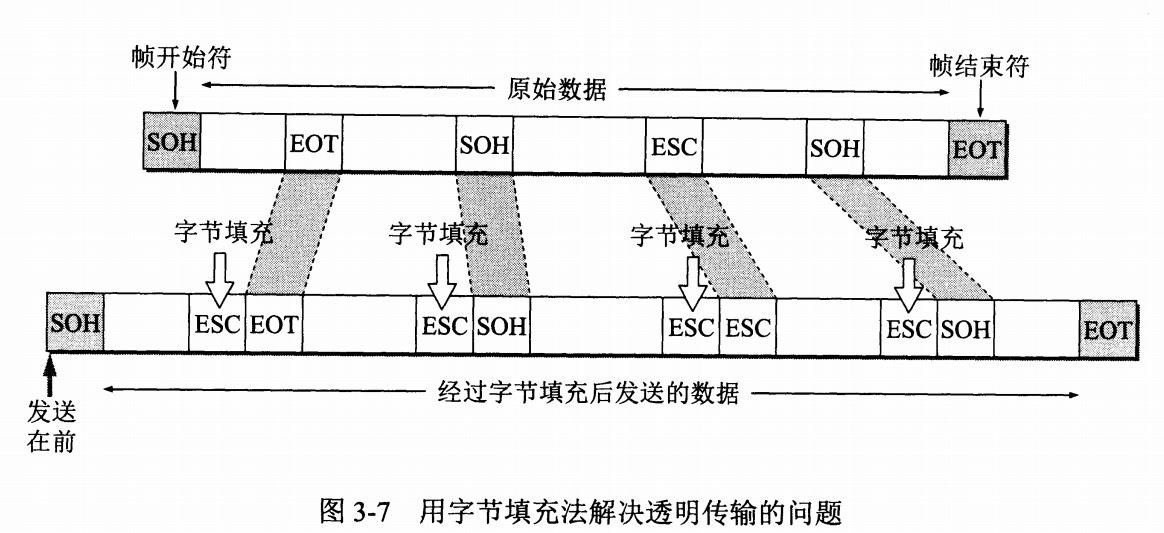 帧开始符
原始数据
帧结束符
SOH EOT SOH ESC SOH EOT
字节填充 字节填充 字节填充 字节填充
SOH ESC EOT ESC SOH ESC ESC ESC SOH EOT
经过字节填充后发送的数据
发送
在前
图 3-7 用字节填充法解决透明传输的问题